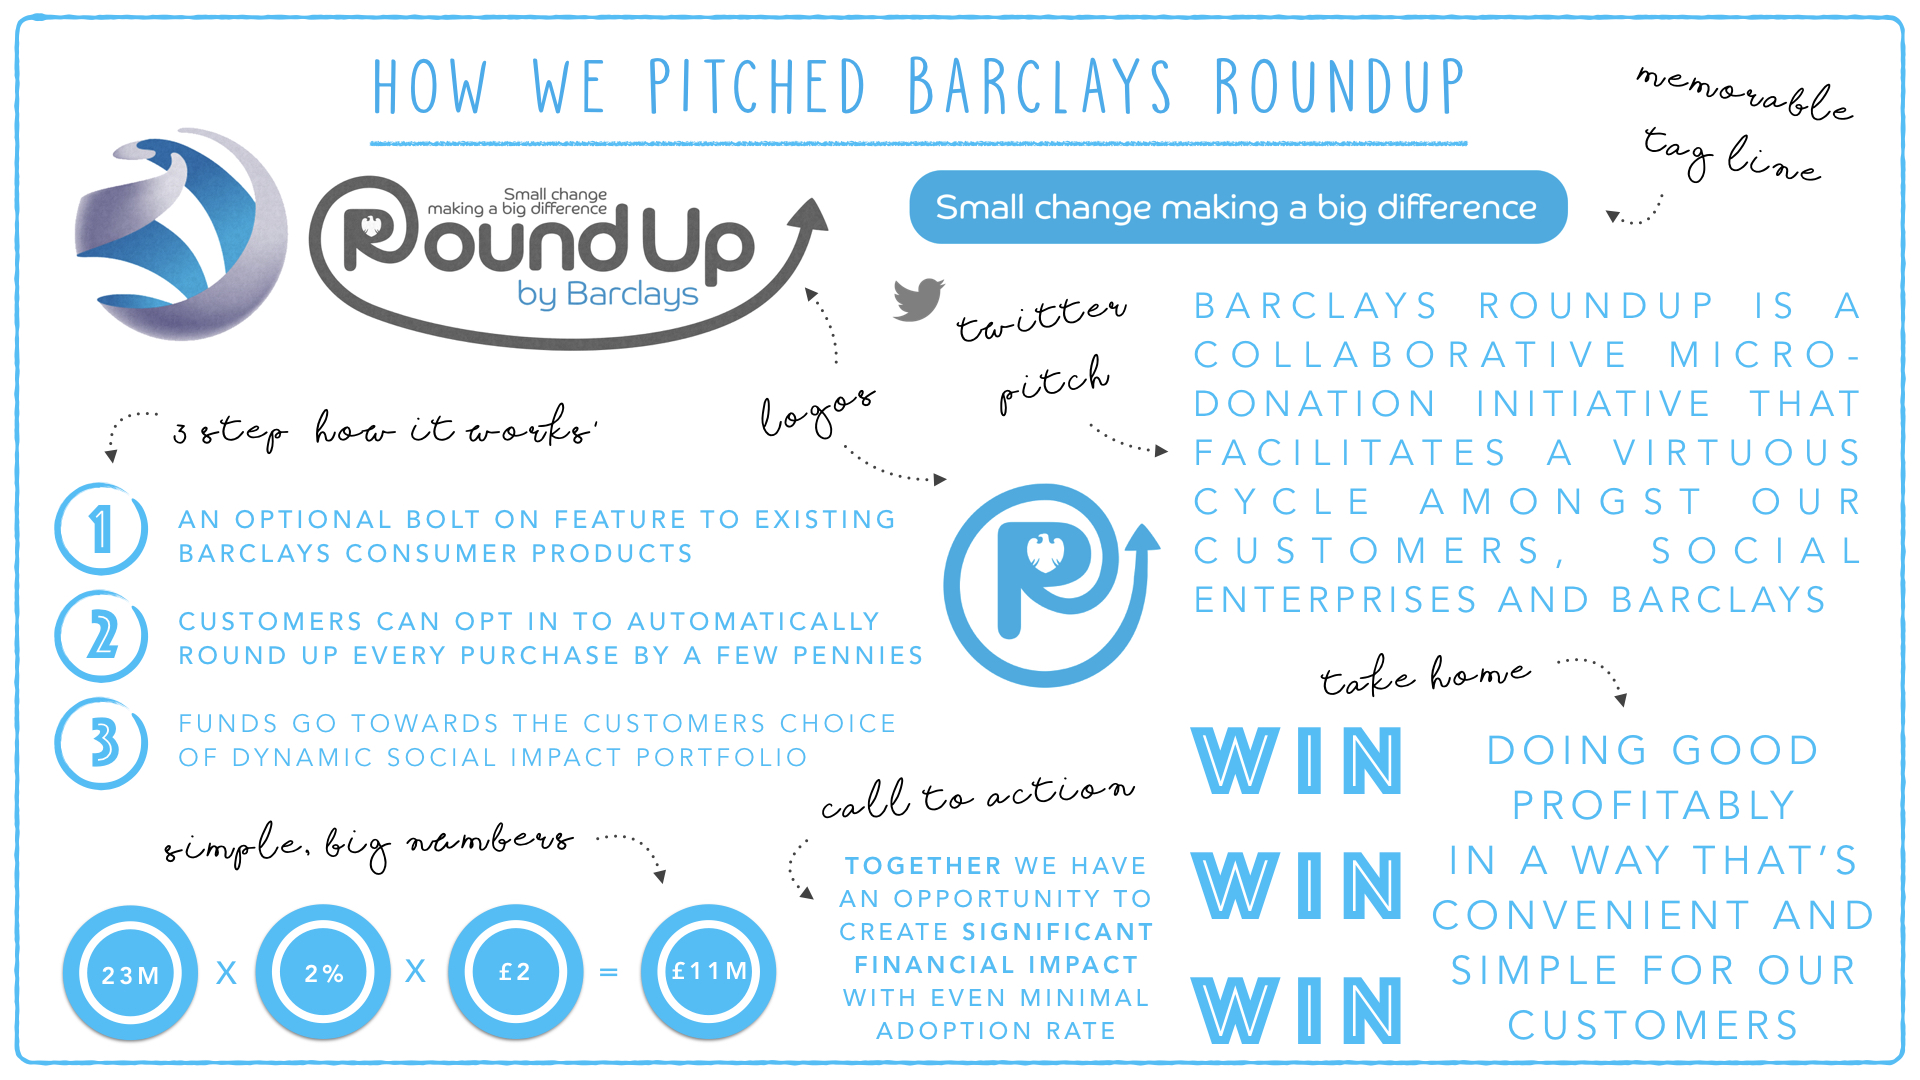 HOW WE PITCHED BARCLAYS ROUNDUP
memorable
tag line
Small change
making a big difference
Round Up
by Barclays
Small change making a big difference
twitter
pitch
logos
BARCLAYS ROUNDUP IS A
COLLABORATIVE MICRO-
DONATION INITIATIVE THAT
FACILITATES A VIRTUOUS
CYCLE AMONGST OUR
CUSTOMERS, SOCIAL
ENTERPRISES AND BARCLAYS
3 step how it works'
1
AN OPTIONAL BOLT ON FEATURE TO EXISTING
BARCLAYS CONSUMER PRODUCTS
2
CUSTOMERS CAN OPT IN TO AUTOMATICALLY
ROUND UP EVERY PURCHASE BY A FEW PENNIES
3
FUNDS GO TOWARDS THE CUSTOMERS CHOICE
OF DYNAMIC SOCIAL IMPACT PORTFOLIO
R
simple, big numbers
23M X 2% X £2 = £11M
call to action
TOGETHER WE HAVE
AN OPPORTUNITY TO
CREATE SIGNIFICANT
FINANCIAL IMPACT
WITH EVEN MINIMAL
ADOPTION RATE
take home
WIN
WIN
WIN
DOING GOOD
PROFITABLY
IN A WAY THAT'S
CONVENIENT AND
SIMPLE FOR OUR
CUSTOMERS